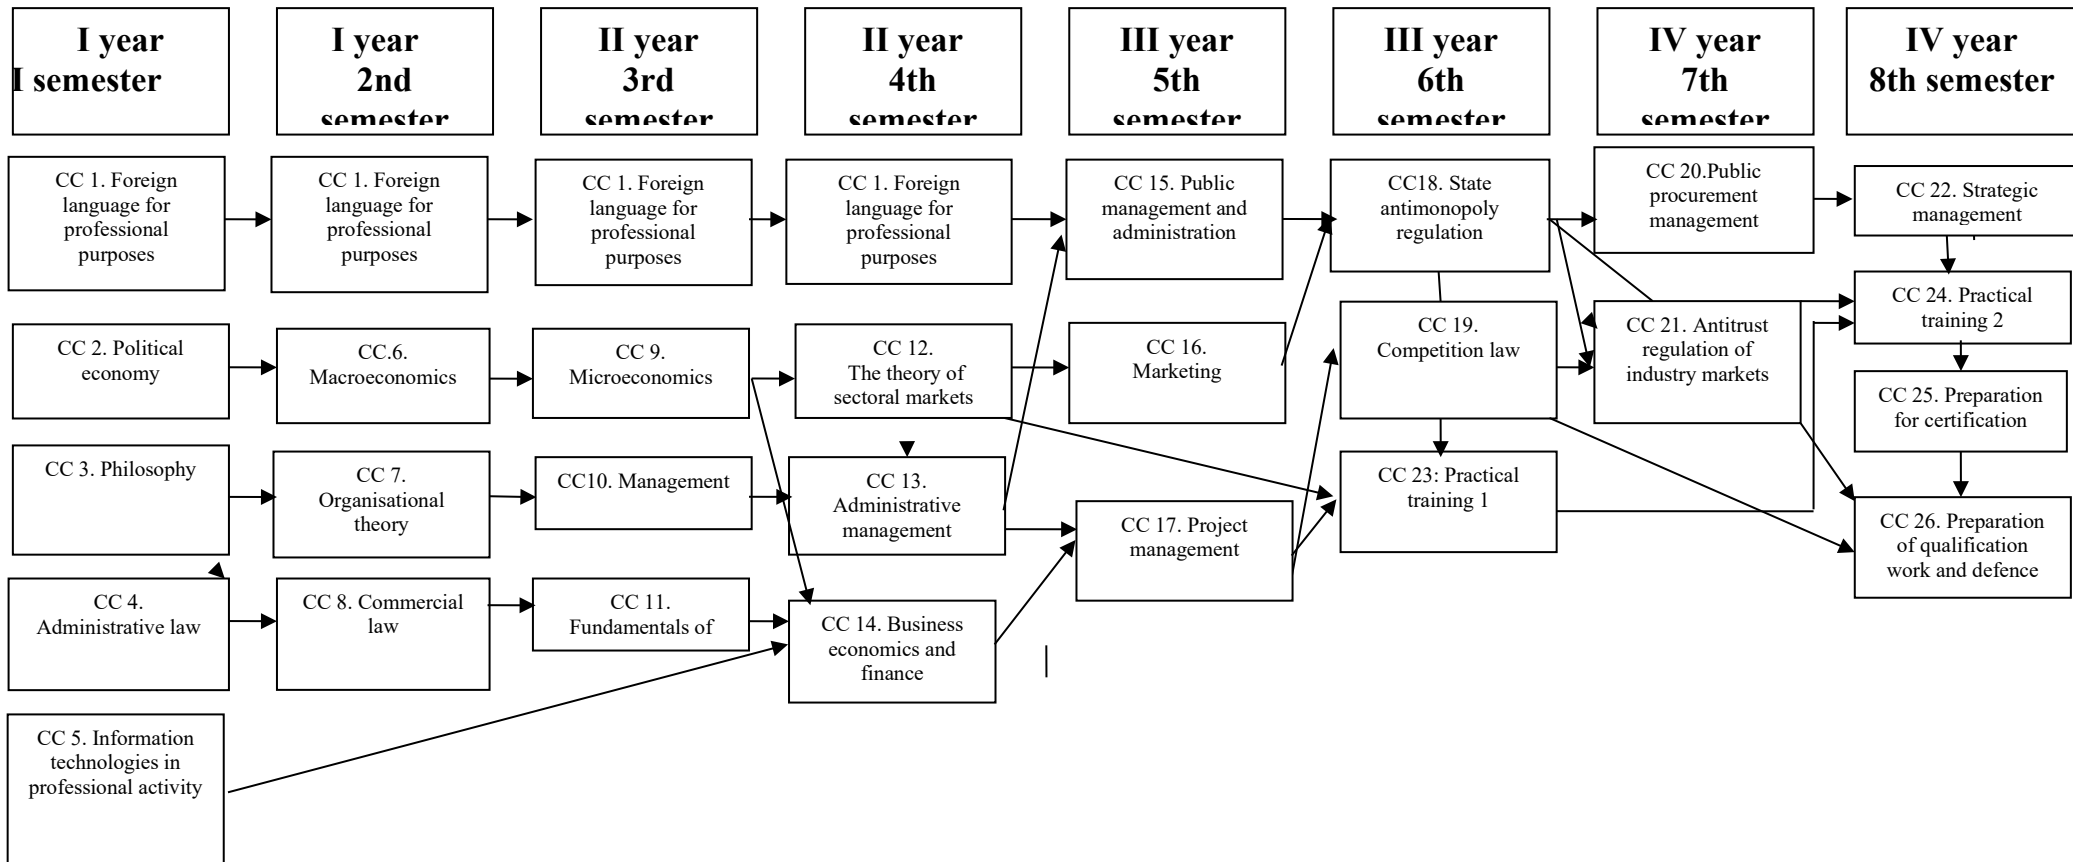 I year
I semester
I year
2nd
semester
II year
3rd
semester
II year
4th
semester
III year
5th
semester
III year
6th
semester
IV year
7th
semester
IV year
8th semester
CC 1. Foreign
language for
professional
purposes
CC 1. Foreign
language for
professional
purposes
CC 1. Foreign
language for
professional
purposes
CC 1. Foreign
language for
professional
purposes
CC 15. Public
management and
administration
CC18. State
antimonopoly
regulation
CC 20.Public
procurement
management
CC 22. Strategic
management
CC 2. Political
economy
CC.6.
Macroeconomics
CC 9.
Microeconomics
CC 12.
The theory of
sectoral markets
CC 16.
Marketing
CC 19.
Competition law
CC 21. Antitrust
regulation of
industry markets
CC 24. Practical
training 2
CC 25. Preparation
for certification
CC 3. Philosophy
CC 7.
Organisational
theory
CC10. Management
CC 13.
Administrative
management
CC 17. Project
management
CC 23: Practical
training 1
CC 26. Preparation
of qualification
work and defence
CC 4.
Administrative law
CC 8. Commercial
law
CC 11.
Fundamentals of
CC 14. Business
economics and
finance
CC 5. Information
technologies in
professional activity